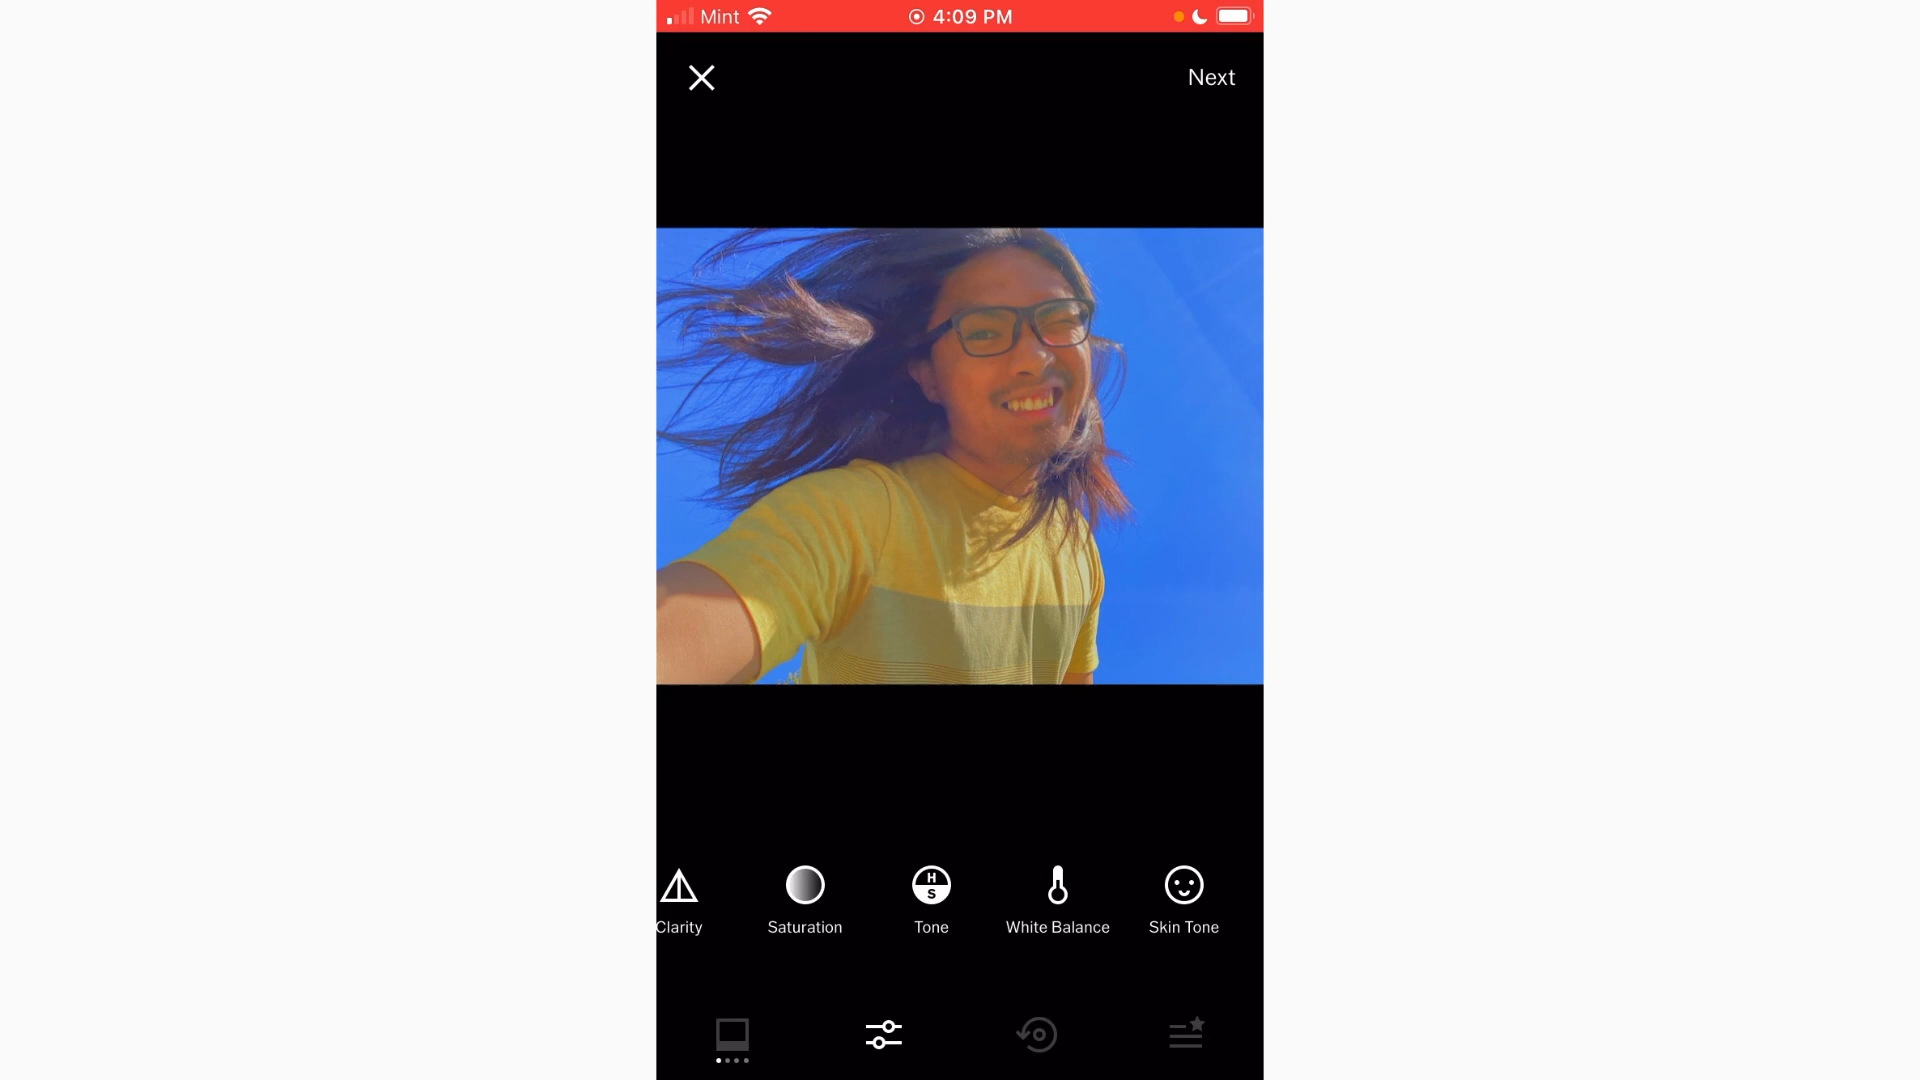 Mint 4:09 PM
Next
H
S
Clarity Saturation Tone White Balance Skin Tone